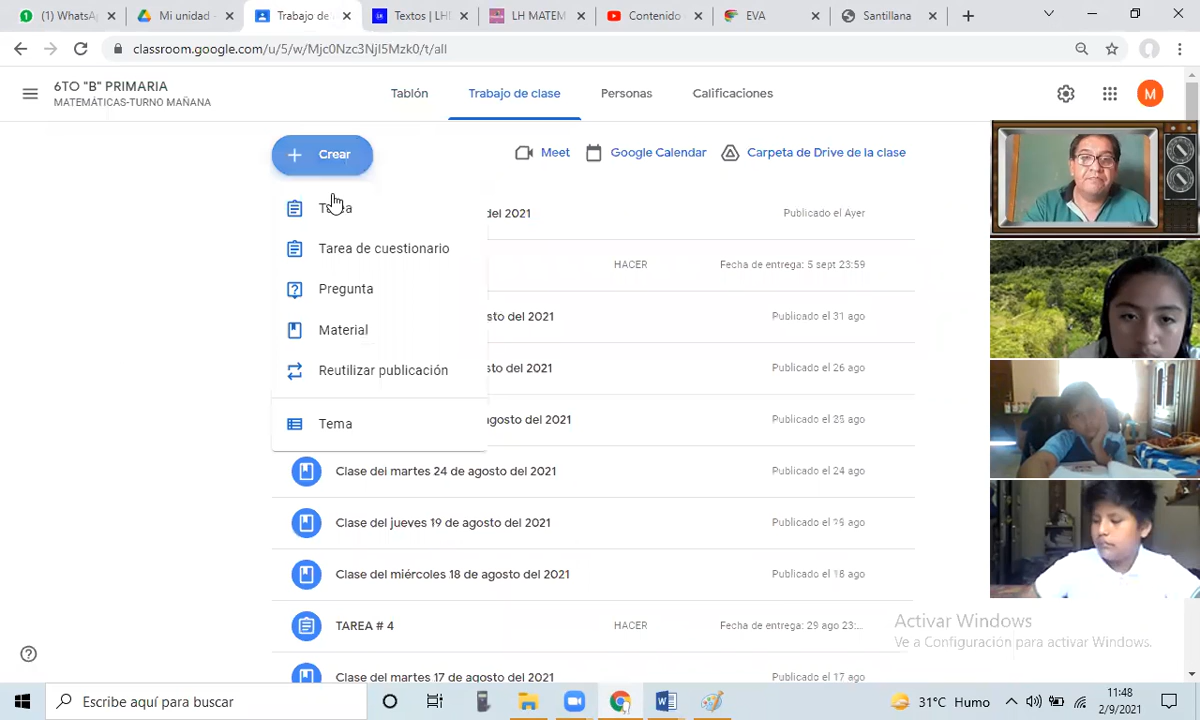 (1) WhatsA
Mi unidad -
Trabajo de
Textos | LHI
LH MATEM
Contenido
EVA
Santillana
classroom.google.com/u/5/w/Mjc0Nzc3NjI5Mzk0/t/all
6TO "B" PRIMARIA
MATEMÁTICAS-TURNO MAÑANA
Tablón Trabajo de clase Personas Calificaciones
M
Crear
Meet Google Calendar Carpeta de Drive de la clase
Tarea
del 2021 Publicado el Ayer
Tarea de cuestionario
HACER Fecha de entrega: 5 sept 23:59
Pregunta
sto del 2021 Publicado el 31 ago
Material
Reutilizar publicación
sto del 2021 Publicado el 26 ago
Tema
agosto del 2021 Publicado el 25 ago
Clase del martes 24 de agosto del 2021 Publicado el 24 ago
Clase del jueves 19 de agosto del 2021 Publicado el ago
Clase del miércoles 18 de agosto del 2021 Publicado el 18 ago
TAREA # 4 HACER Fecha de entrega: 29 ago 23:...
Clase del martes 17 de agosto del 2021 Publicado el 17 ago
Activar Windows
Ve a Configuración para activar Windows.
Escribe aquí para buscar
31°C Humo
11:48
2/9/2021